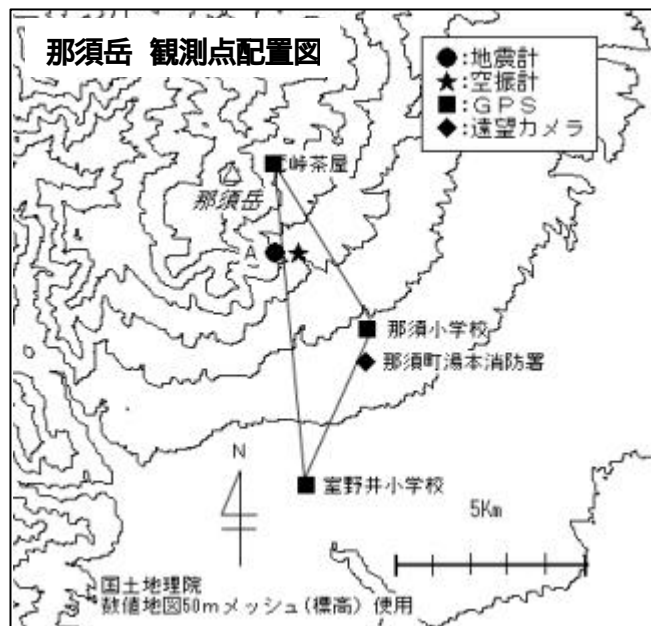 那須岳 観測点配置図
●:地震計
★:空振計
■:GPS
◆:遠望カメラ
峠茶屋
那須岳
A
那須小学校
那須町湯本消防署
N
室野井小学校
5Km
国土地理院
数値地図50mメッシュ(標高) 使用